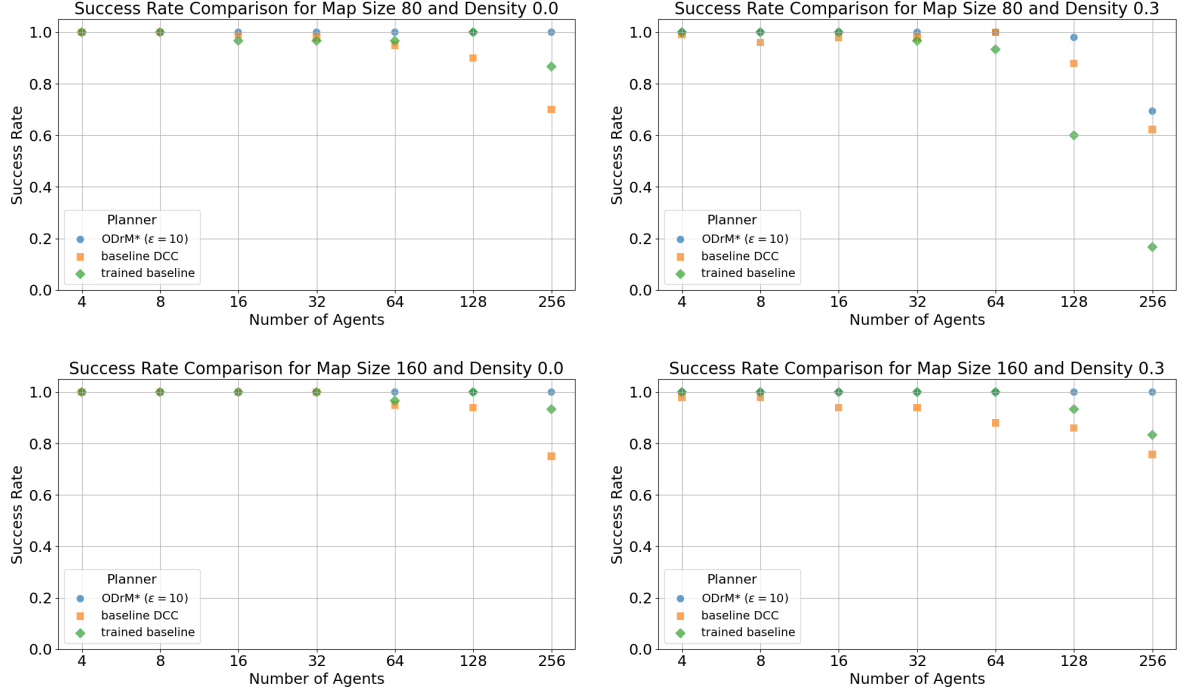 Success Rate Comparison for Map Size 80 and Density 0.0
1.0
0.8
0.6
0.4
0.2
0.0
Success Rate
Planner
ODrM* (ε = 10)
baseline DCC
trained baseline
4 8 16 32 64 128 256
Number of Agents
Success Rate Comparison for Map Size 80 and Density 0.3
1.0
0.8
0.6
0.4
0.2
0.0
Success Rate
Planner
ODrM* (ε = 10)
baseline DCC
trained baseline
4 8 16 32 64 128 256
Number of Agents
Success Rate Comparison for Map Size 160 and Density 0.0
1.0
0.8
0.6
0.4
0.2
0.0
Success Rate
Planner
ODrM* (ε = 10)
baseline DCC
trained baseline
4 8 16 32 64 128 256
Number of Agents
Success Rate Comparison for Map Size 160 and Density 0.3
1.0
0.8
0.6
0.4
0.2
0.0
Success Rate
Planner
ODrM* (ε = 10)
baseline DCC
trained baseline
4 8 16 32 64 128 256
Number of Agents